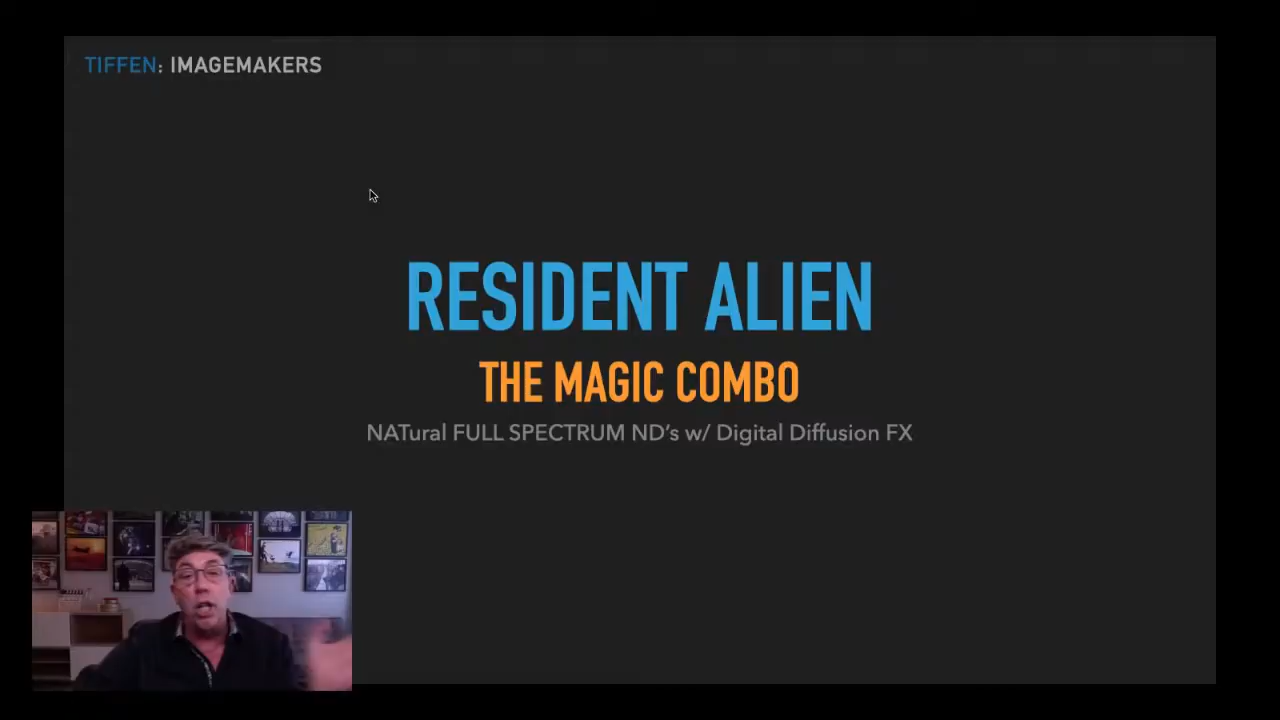 TIFFEN: IMAGEMAKERS
RESIDENT ALIEN
THE MAGIC COMBO
NATural FULL SPECTRUM ND’s w/ Digital Diffusion FX